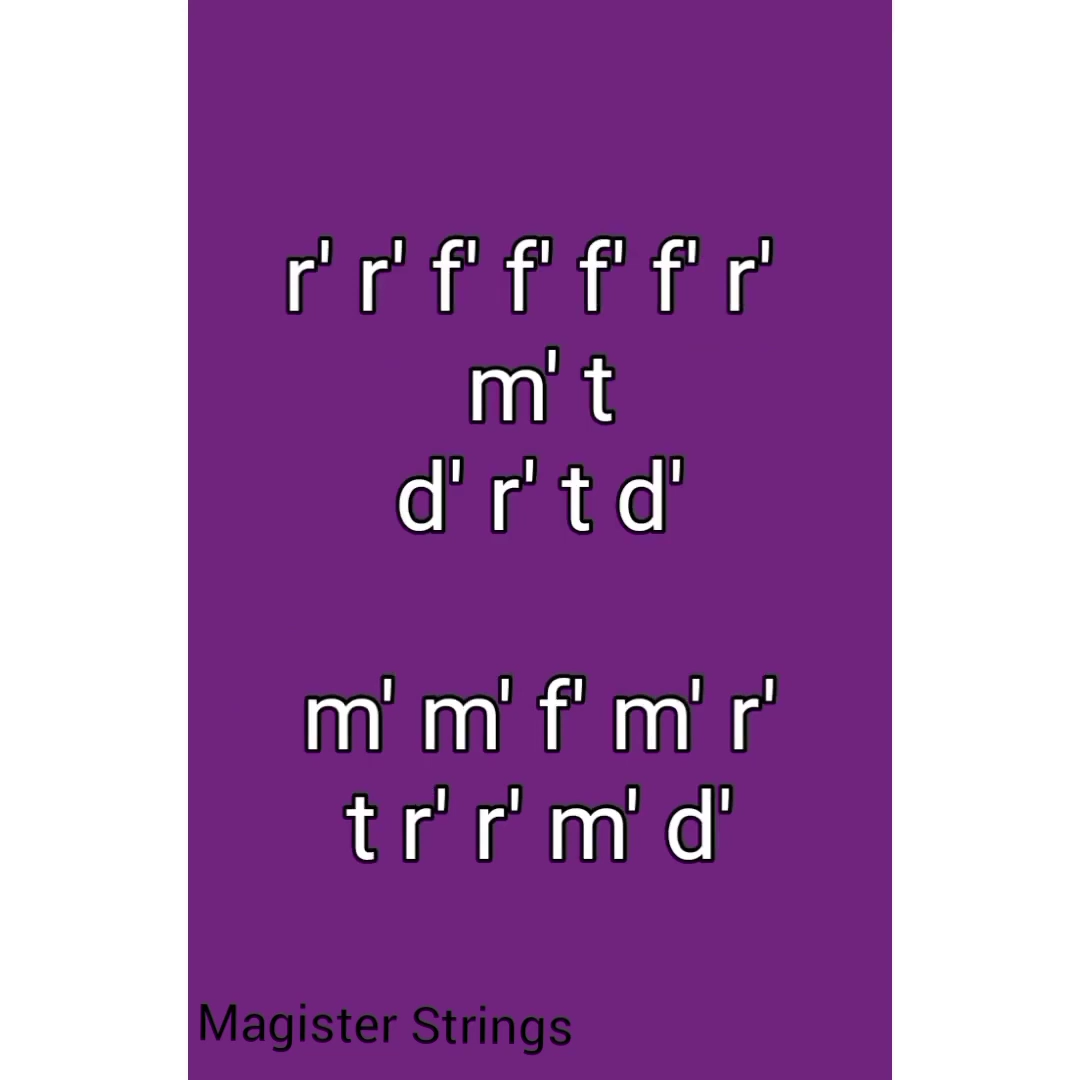 r' r' f' f' f' f' r'
m' t
d' r' t d'
m' m' f' m' r'
t r' r' m' d'
Magister Strings